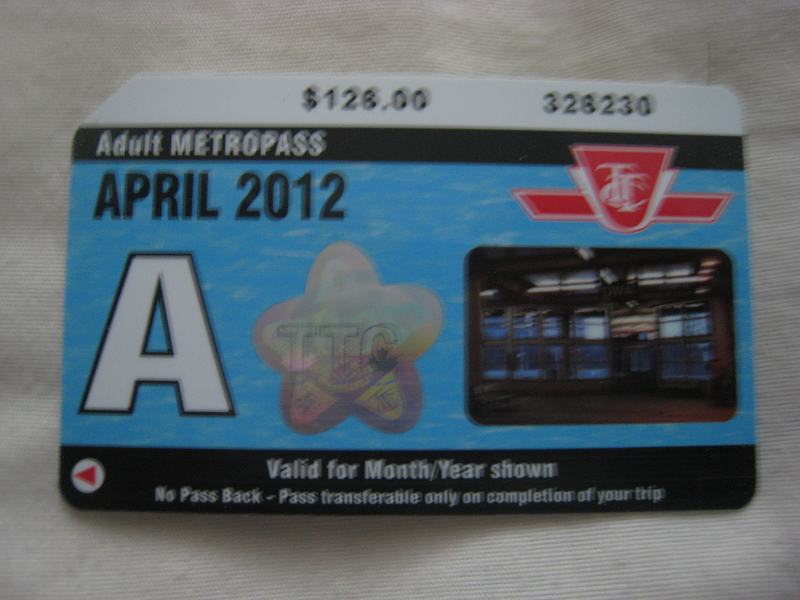 $126.00 326230
Adult METROPASS
APRIL 2012
TTC
A
TTC
Valid for Month/Year shown
No Pass Back - Pass transferable only on completion of your trip